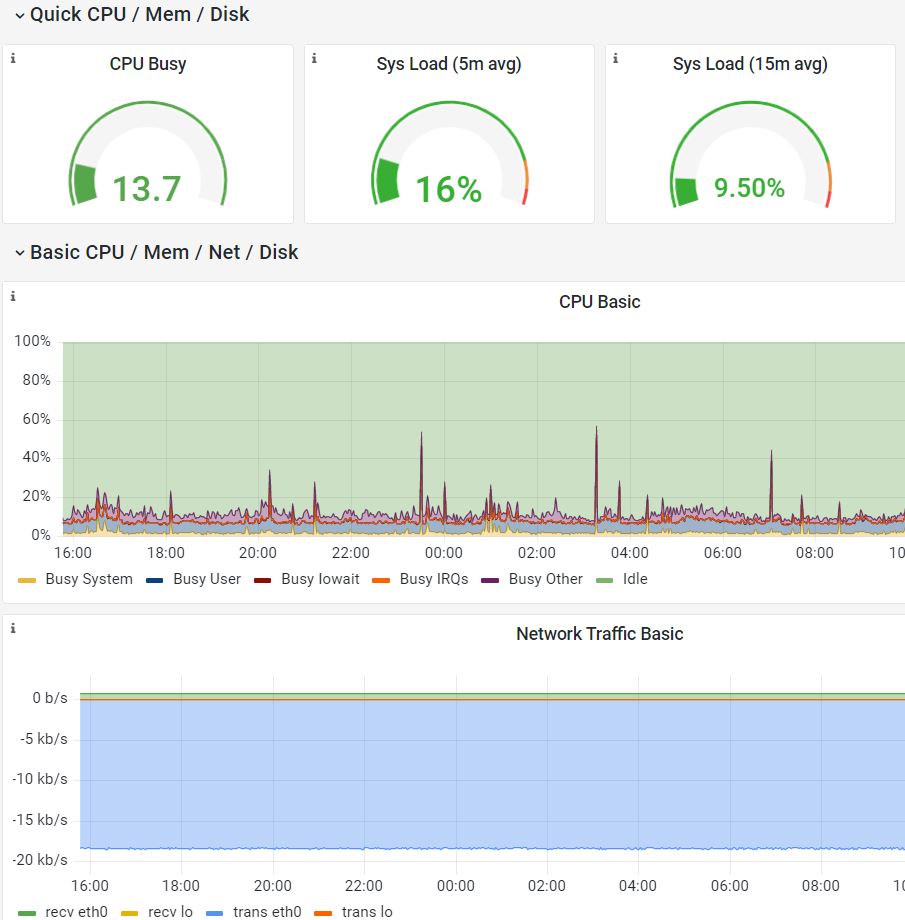 Quick CPU / Mem / Disk
CPU Busy
Sys Load (5m avg)
Sys Load (15m avg)
13.7
16%
9.50%
Basic CPU / Mem / Net / Disk
CPU Basic
100%
80%
60%
40%
20%
0%
16:00 18:00 20:00 22:00 00:00 02:00 04:00 06:00 08:00 10
Busy System Busy User Busy Iowait Busy IRQs Busy Other Idle
Network Traffic Basic
0 b/s
-5 kb/s
-10 kb/s
-15 kb/s
-20 kb/s
16:00 18:00 20:00 22:00 00:00 02:00 04:00 06:00 08:00 10
recv eth0 recv lo trans eth0 trans lo